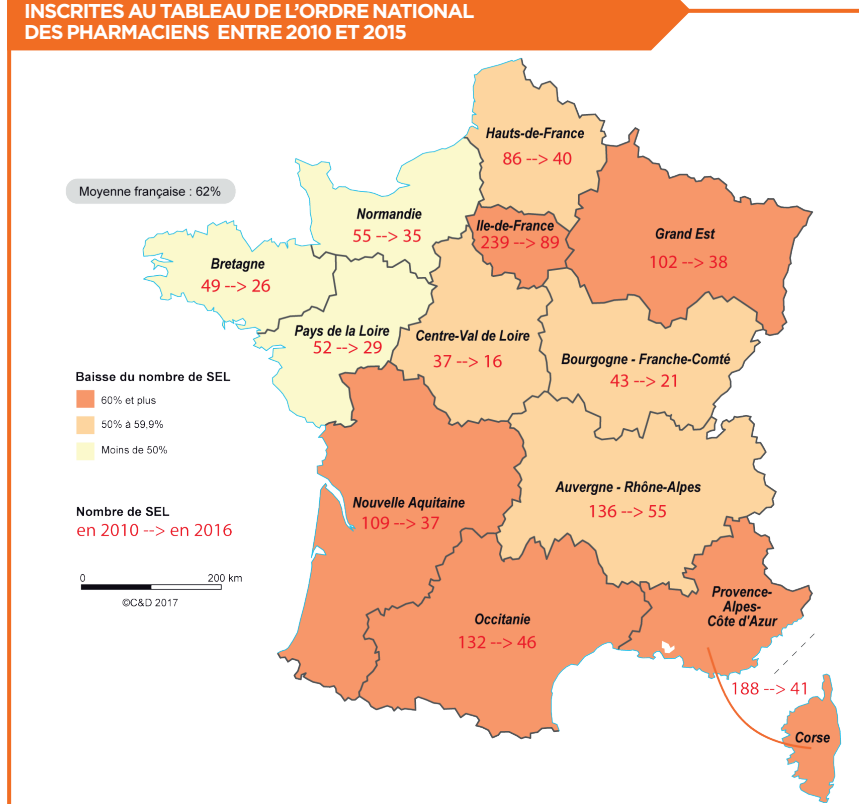 INSCRITES AU TABLEAU DE L'ORDRE NATIONAL
DES PHARMACIENS ENTRE 2010 ET 2015
Hauts-de-France
86 --> 40
Moyenne française : 62%
Normandie
55 --> 35
Ile-de-France
239 --> 89
Grand Est
102 --> 38
Bretagne
49 --> 26
Pays de la Loire
52 --> 29
Centre-Val de Loire
37 --> 16
Bourgogne - Franche-Comté
43 --> 21
Baisse du nombre de SEL
60% et plus
50% à 59.9%
Moins de 50%
Auvergne - Rhône-Alpes
136 --> 55
Nouvelle Aquitaine
109 --> 37
Nombre de SEL
en 2010 --> en 2016
0 200 km
©C&D 2017
Provence-
Alpes-
Côte d'Azur
Occitanie
132 --> 46
188 --> 41
Corse